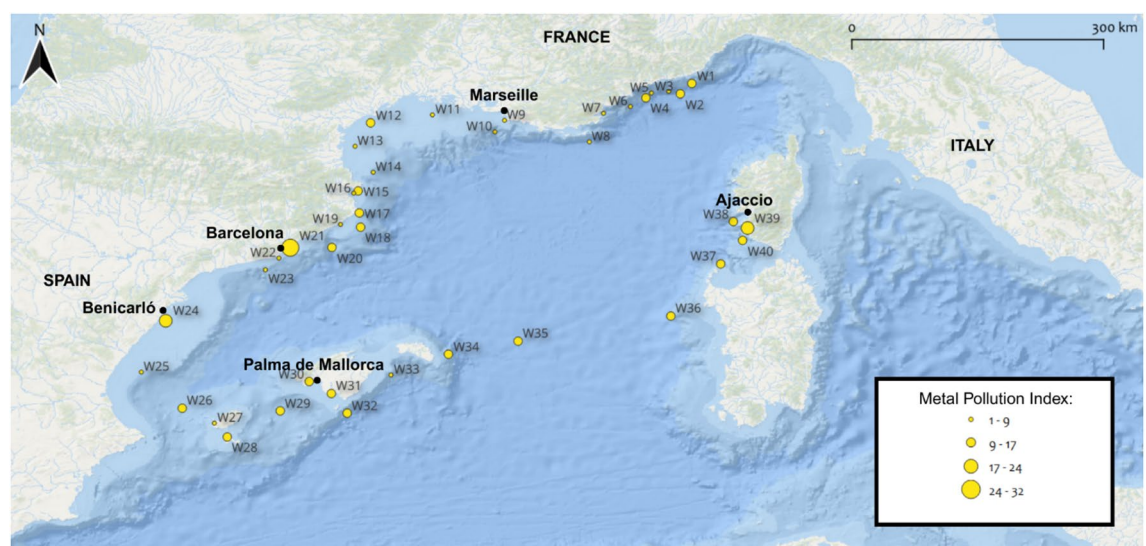 N
FRANCE
0 300 km
W1
W5 W3
W2
W4
W6
W7
Marseille
W9
W11
W12
W10
W8
W13
ITALY
W14
W16 W15
Ajaccio
W17
W38 W39
W19
Barcelona
W18
W21
W40
W20
W22
W37
W23
SPAIN
Benicarló W24
W36
W35
W34
Palma de Mallorca
W33
W25
W30
W31
Metal Pollution Index:
W26
W29
W32
W27
W28
1 - 9
9 - 17
17 - 24
24 - 32